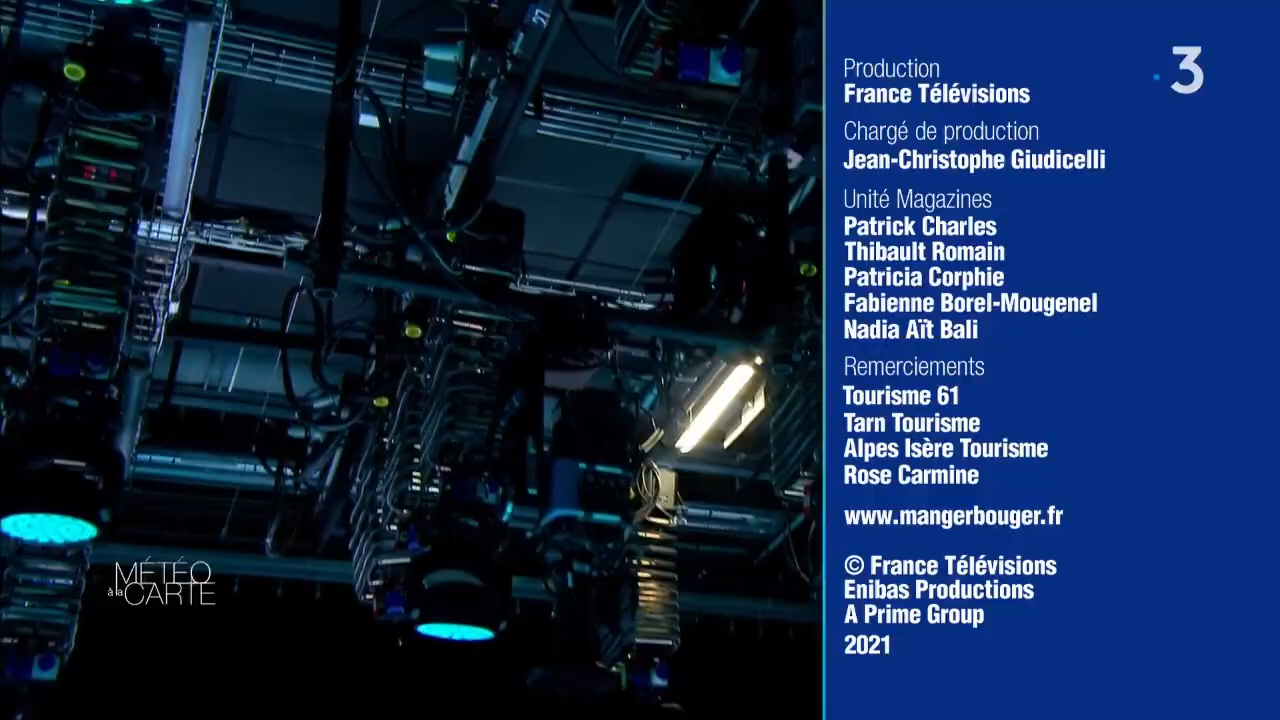 3
Production
France Télévisions
Chargé de production
Jean-Christophe Giudicelli
Unité Magazines
Patrick Charles
Thibault Romain
Patricia Corphie
Fabienne Borel-Mougenel
Nadia Aït Bali
Remerciements
Tourisme 61
Tarn Tourisme
Alpes Isère Tourisme
Rose Carmine
www.mangerbouger.fr
© France Télévisions
Enibas Productions
A Prime Group
2021
MÉTÉO
à la CARTE
27